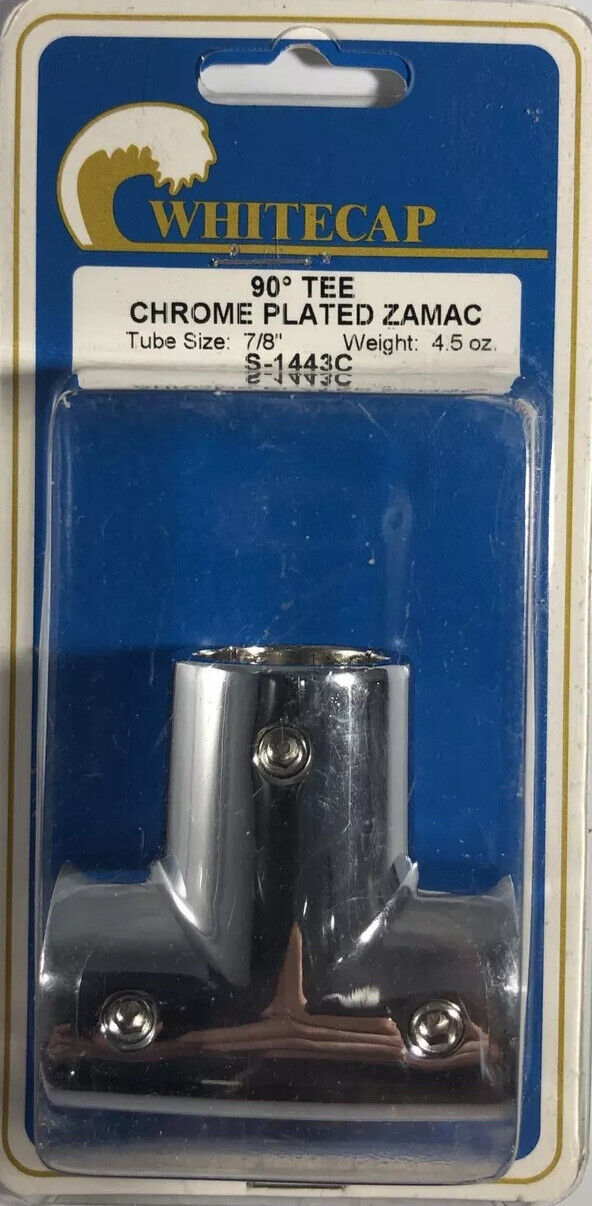 WHITECAP
90° TEE
CHROME PLATED ZAMAC
Tube Size: 7/8" Weight: 4.5 oz.
S-1443C